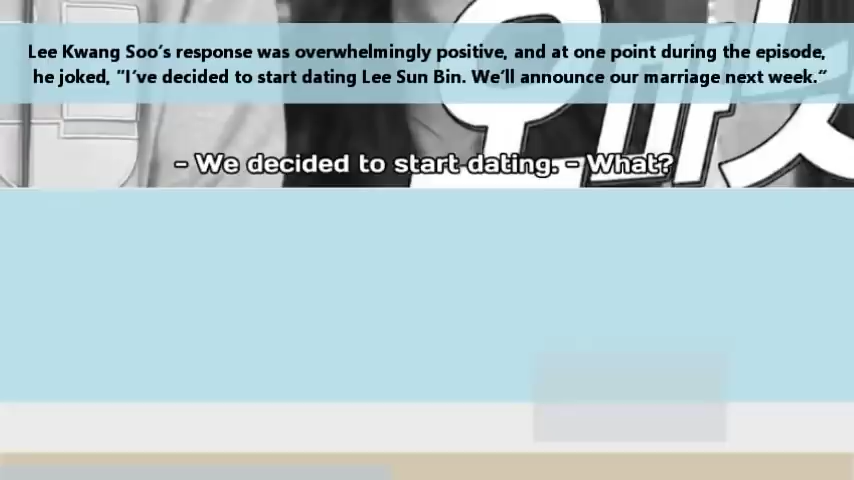 Lee Kwang Soo's response was overwhelmingly positive, and at one point during the episode,
he joked, "I've decided to start dating Lee Sun Bin. We'll announce our marriage next week."
- We decided to start dating. - What?